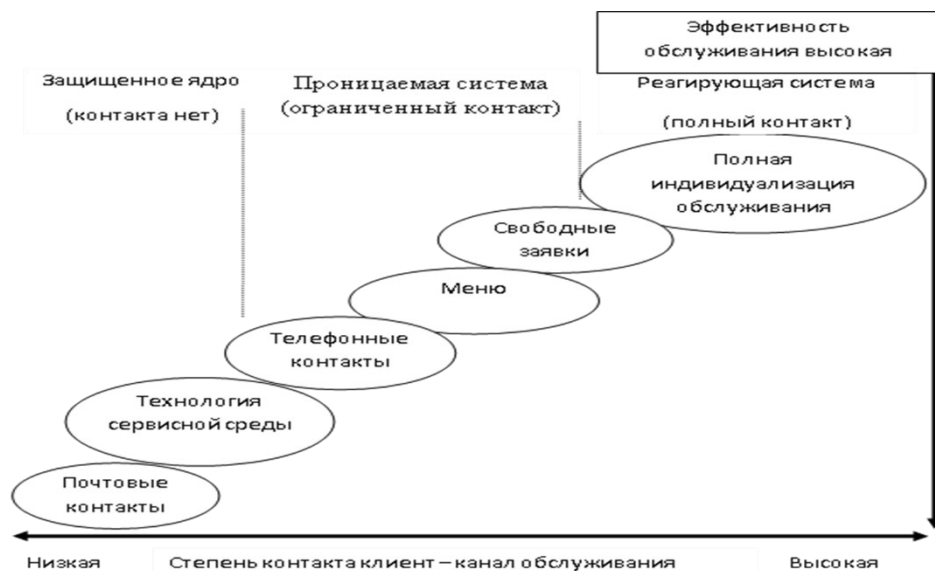 Эффективность
обслуживания высокая
Защищенное ядро
(контакта нет)
Проницаемая система
(ограниченный контакт)
Реагирующая система
(полный контакт)
Полная
индивидуализация
обслуживания
Свободные
заявки
Меню
Телефонные
контакты
Технология
сервисной среды
Почтовые
контакты
Низкая
Степень контакта клиент – канал обслуживания
Высокая